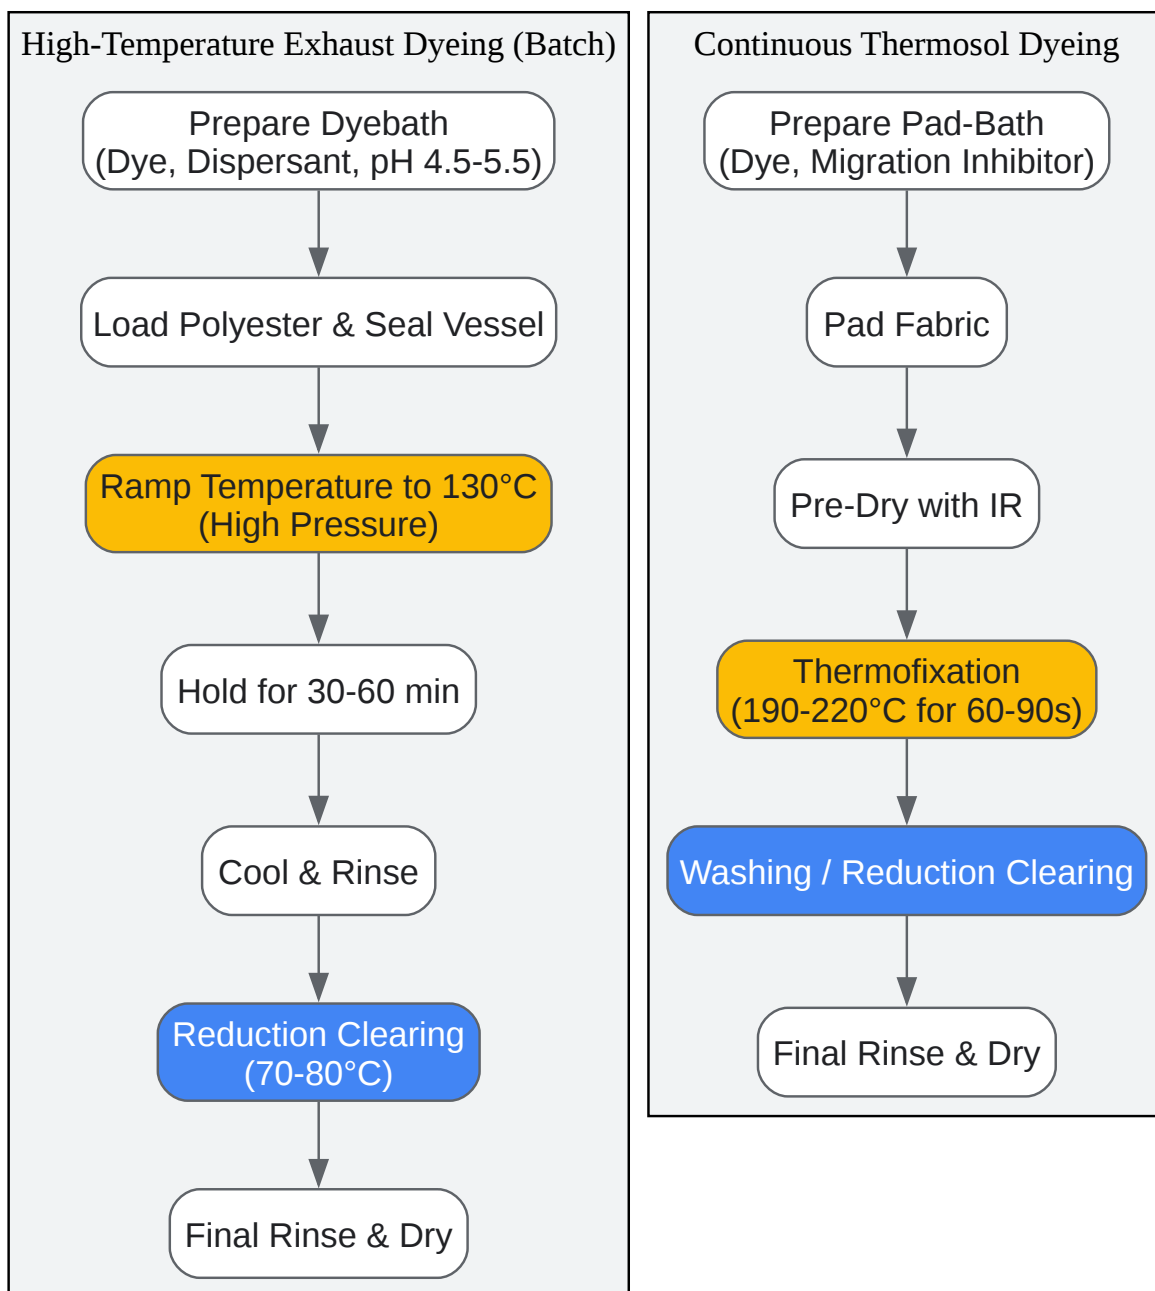 High-Temperature Exhaust Dyeing (Batch)
Prepare Dyebath
(Dye, Dispersant, pH 4.5-5.5)
Load Polyester & Seal Vessel
Ramp Temperature to 130°C
(High Pressure)
Hold for 30-60 min
Cool & Rinse
Reduction Clearing
(70-80°C)
Final Rinse & Dry
Continuous Thermosol Dyeing
Prepare Pad-Bath
(Dye, Migration Inhibitor)
Pad Fabric
Pre-Dry with IR
Thermofixation
(190-220°C for 60-90s)
Washing / Reduction Clearing
Final Rinse & Dry